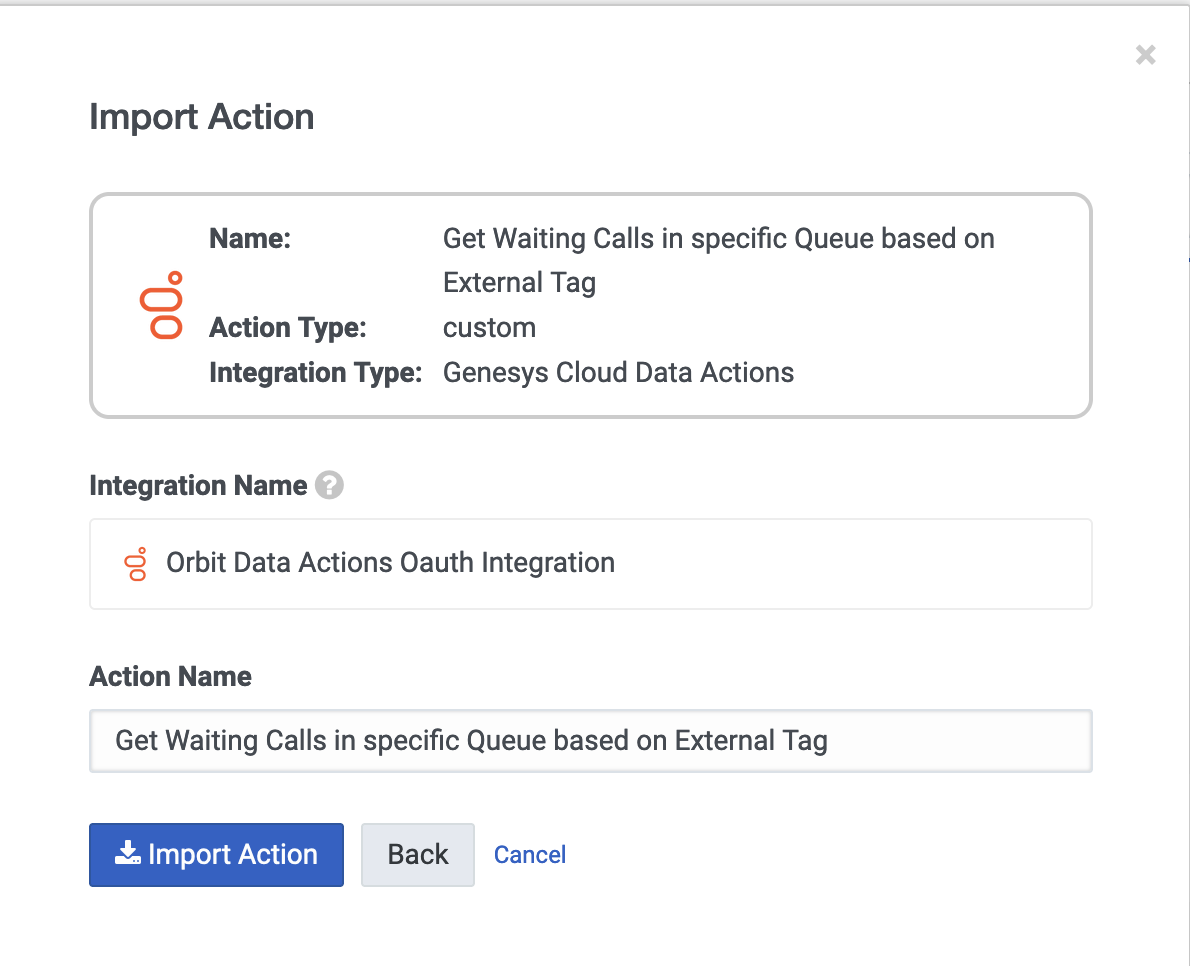 Import Action
Name: Get Waiting Calls in specific Queue based on
External Tag
Action Type: custom
Integration Type: Genesys Cloud Data Actions
Integration Name ?
Orbit Data Actions Oauth Integration
Action Name
Get Waiting Calls in specific Queue based on External Tag
Import Action Back Cancel